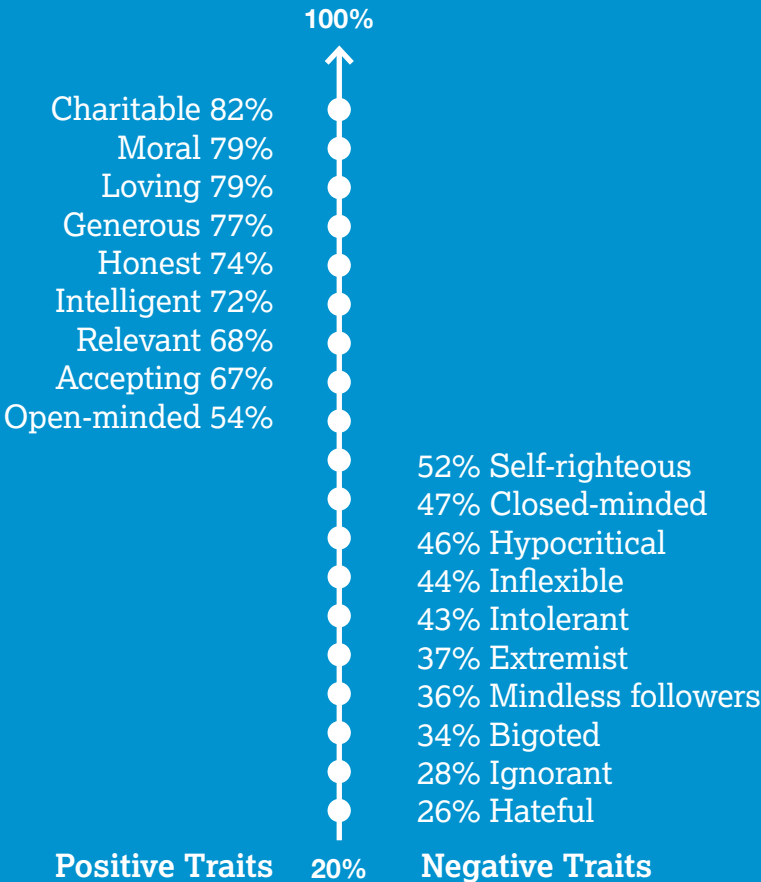 100%
Charitable 82%
Moral 79%
Loving 79%
Generous 77%
Honest 74%
Intelligent 72%
Relevant 68%
Accepting 67%
Open-minded 54%
52% Self-righteous
47% Closed-minded
46% Hypocritical
44% Inflexible
43% Intolerant
37% Extremist
36% Mindless followers
34% Bigoted
28% Ignorant
26% Hateful
Positive Traits 20% Negative Traits